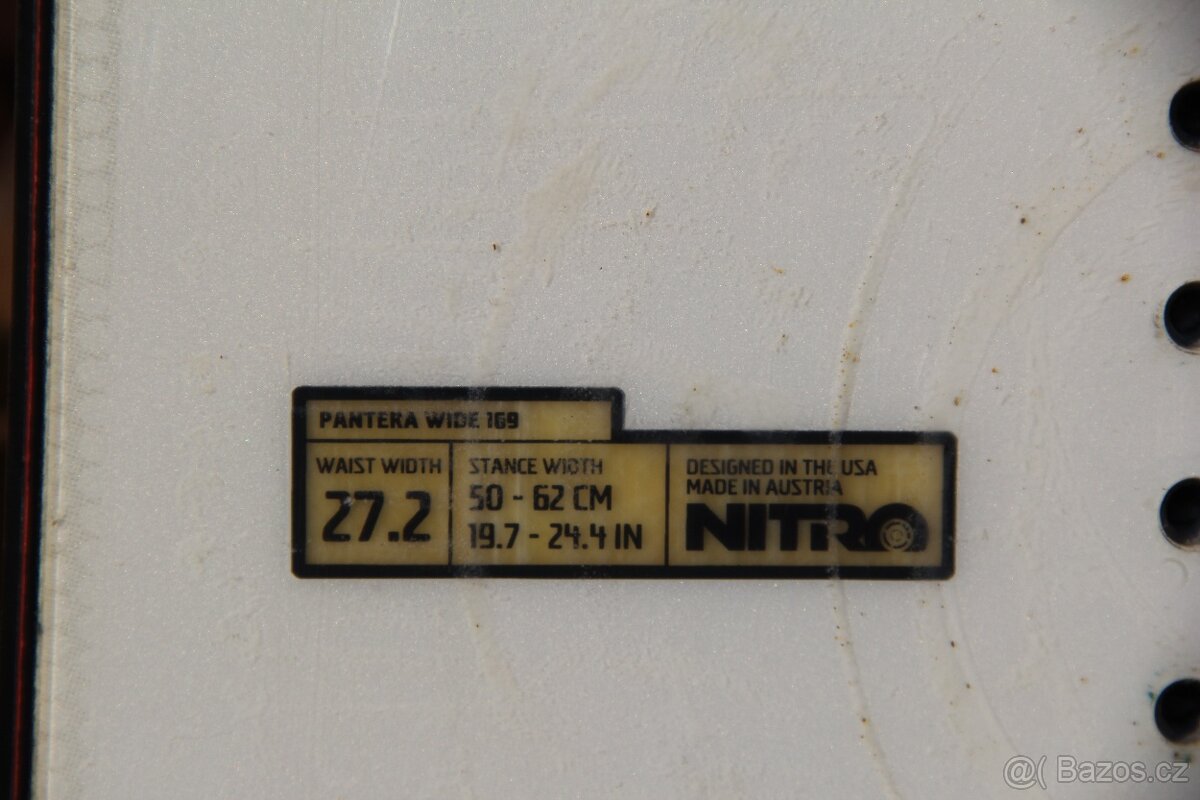 PANTERA WIDE 169
WAIST WIDTH
27.2
STANCE WIDTH
50 - 62 CM
19.7 - 24.4 IN
DESIGNED IN THE USA
MADE IN AUSTRIA
NITRO
@( Bazos.cz